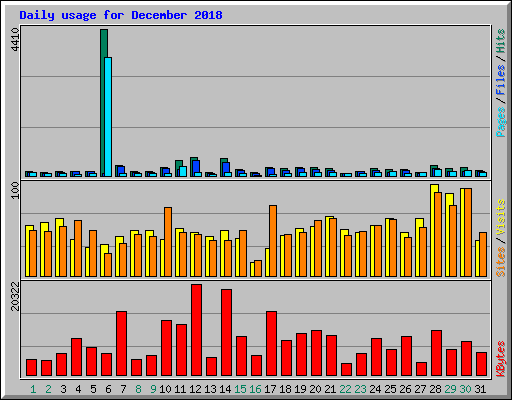 Daily usage for December 2018
4410
Pages / Files / Hits
100
Sites / Visits
20322
KBytes
1 2 3 4 5 6 7 8 9 10 11 12 13 14 15 16 17 18 19 20 21 22 23 24 25 26 27 28 29 30 31